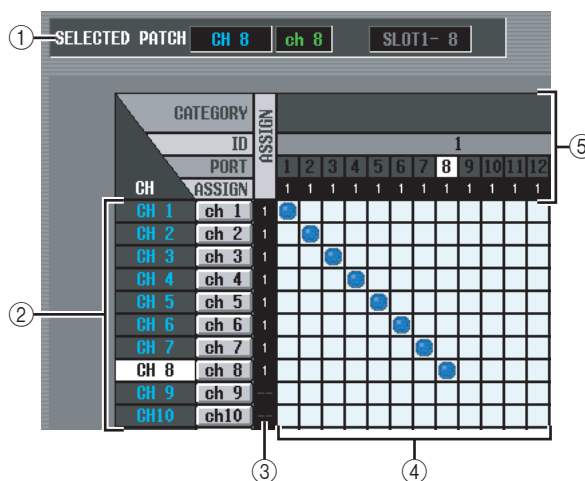 ① SELECTED PATCH CH 8 ch 8 SLOT1- 8
CATEGORY ASSIGN ⑤
ID 1
PORT 1 2 3 4 5 6 7 8 9 10 11 12
CH ASSIGN 1 1 1 1 1 1 1 1 1 1 1 1
CH 1 ch 1 1
CH 2 ch 2 1
CH 3 ch 3 1
CH 4 ch 4 1
② CH 5 ch 5 1
CH 6 ch 6 1
CH 7 ch 7 1
CH 8 ch 8 1
CH 9 ch 9 ---
CH10 ch10 ---
③ ④